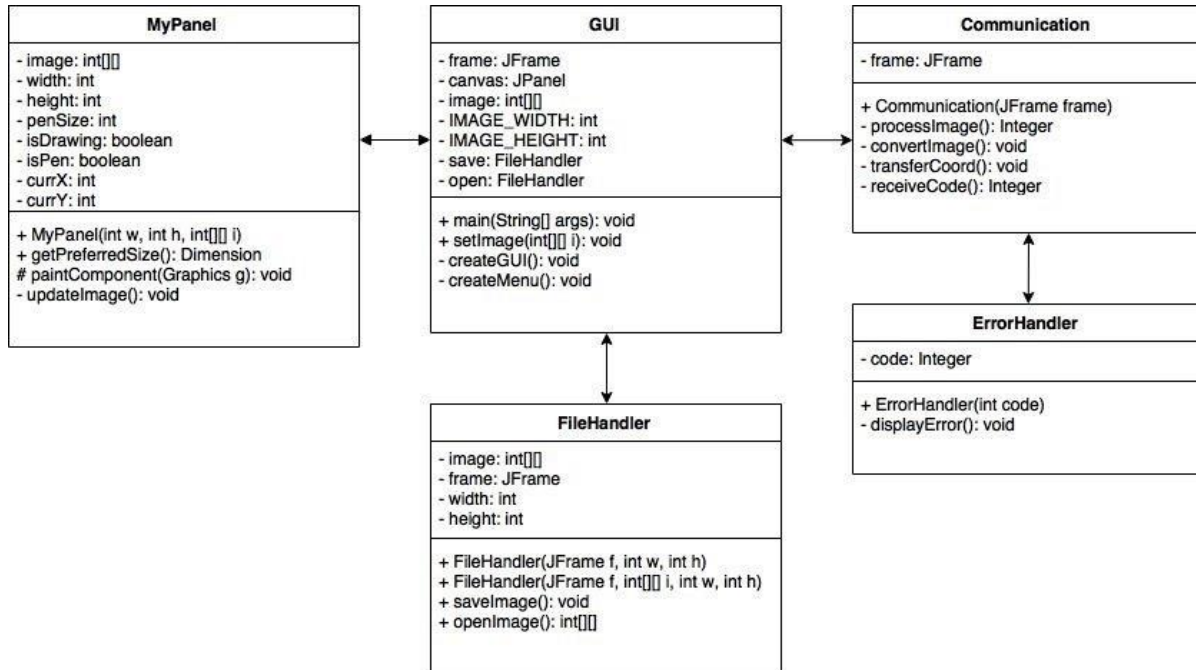 MyPanel
- image: int[][]
- width: int
- height: int
- penSize: int
- isDrawing: boolean
- isPen: boolean
- currX: int
- currY: int
+ MyPanel(int w, int h, int[][] i)
+ getPreferredSize(): Dimension
# paintComponent(Graphics g): void
- updateImage(): void
GUI
- frame: JFrame
- canvas: JPanel
- image: int[][]
- IMAGE_WIDTH: int
- IMAGE_HEIGHT: int
- save: FileHandler
- open: FileHandler
+ main(String[] args): void
+ setImage(int[][] i): void
- createGUI(): void
- createMenu(): void
Communication
- frame: JFrame
+ Communication(JFrame frame)
- processImage(): Integer
- convertImage(): void
- transferCoord(): void
- receiveCode(): Integer
ErrorHandler
- code: Integer
+ ErrorHandler(int code)
- displayError(): void
FileHandler
- image: int[][]
- frame: JFrame
- width: int
- height: int
+ FileHandler(JFrame f, int w, int h)
+ FileHandler(JFrame f, int[][] i, int w, int h)
+ saveImage(): void
+ openImage(): int[][]